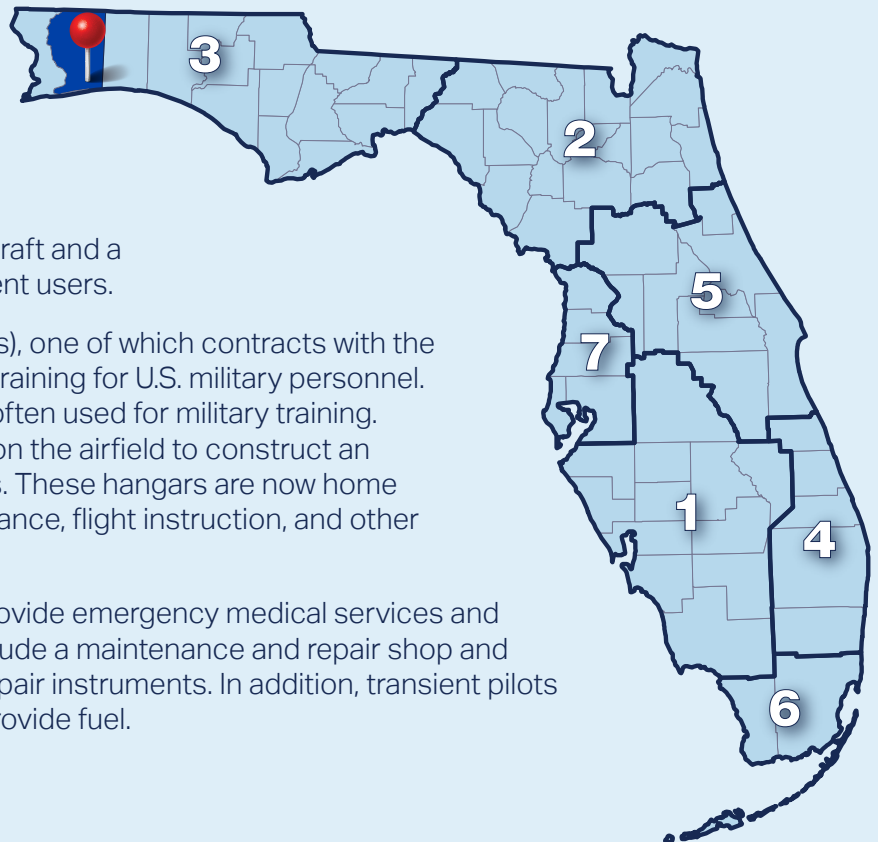 3
2
raft and a
ent users.
5
s), one of which contracts with the
7
raining for U.S. military personnel.
often used for military training.
on the airfield to construct an
s. These hangars are now home
ance, flight instruction, and other
1
4
ovide emergency medical services and
ude a maintenance and repair shop and
pair instruments. In addition, transient pilots
rovide fuel.
6